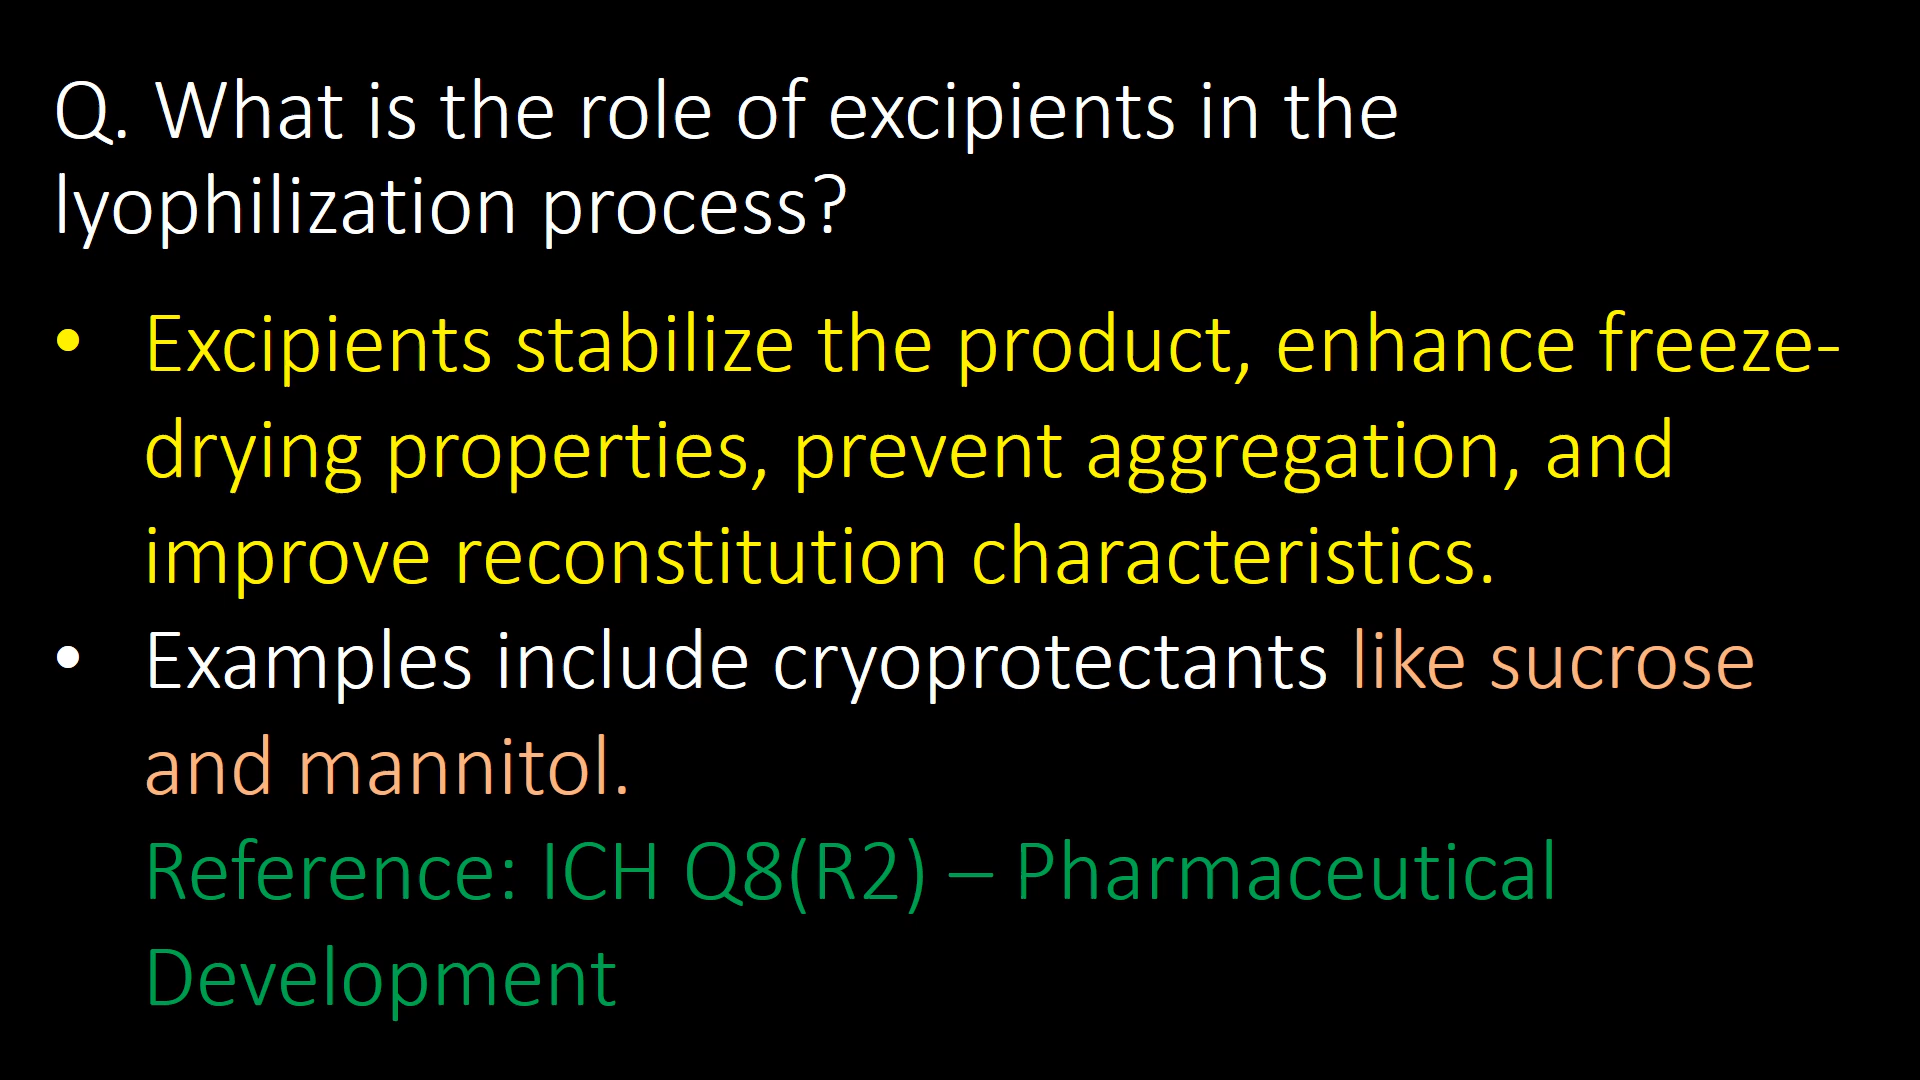 Q. What is the role of excipients in the
lyophilization process?
• Excipients stabilize the product, enhance freeze-
drying properties, prevent aggregation, and
improve reconstitution characteristics.
• Examples include cryoprotectants like sucrose
and mannitol.
Reference: ICH Q8(R2) – Pharmaceutical
Development